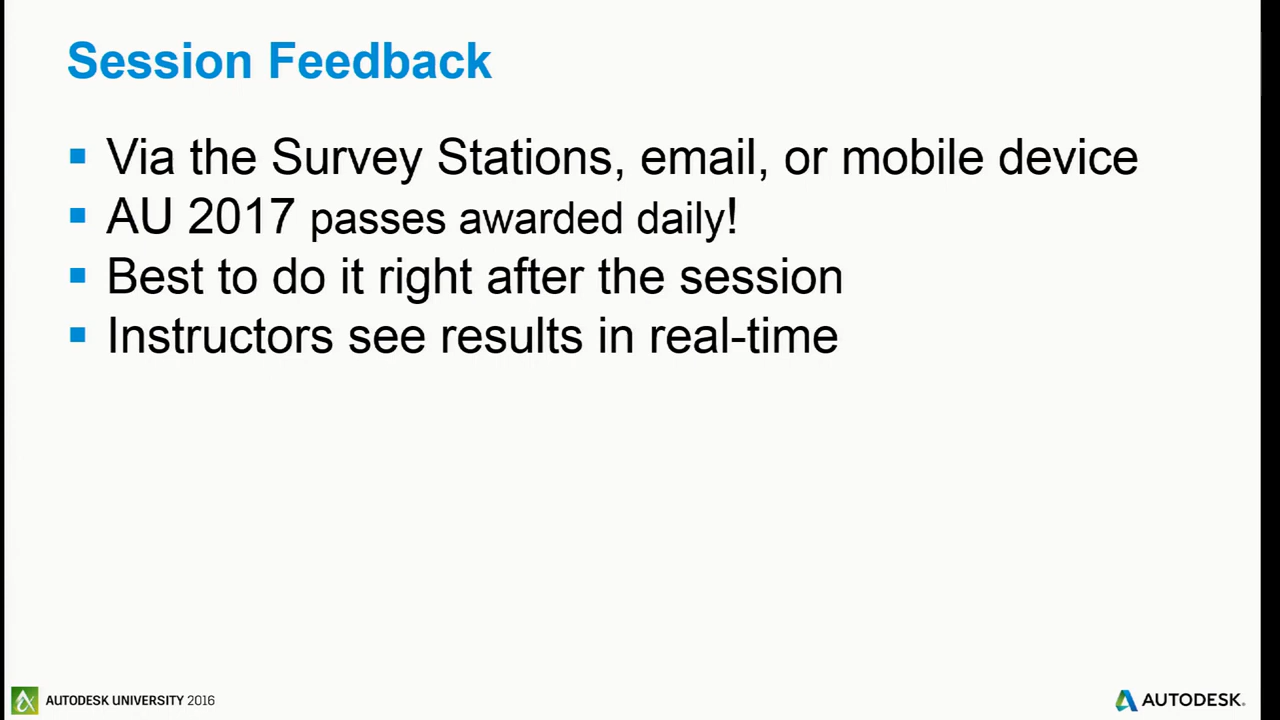 Session Feedback
Via the Survey Stations, email, or mobile device
AU 2017 passes awarded daily!
Best to do it right after the session
Instructors see results in real-time
AUTODESK UNIVERSITY 2016
AUTODESK.